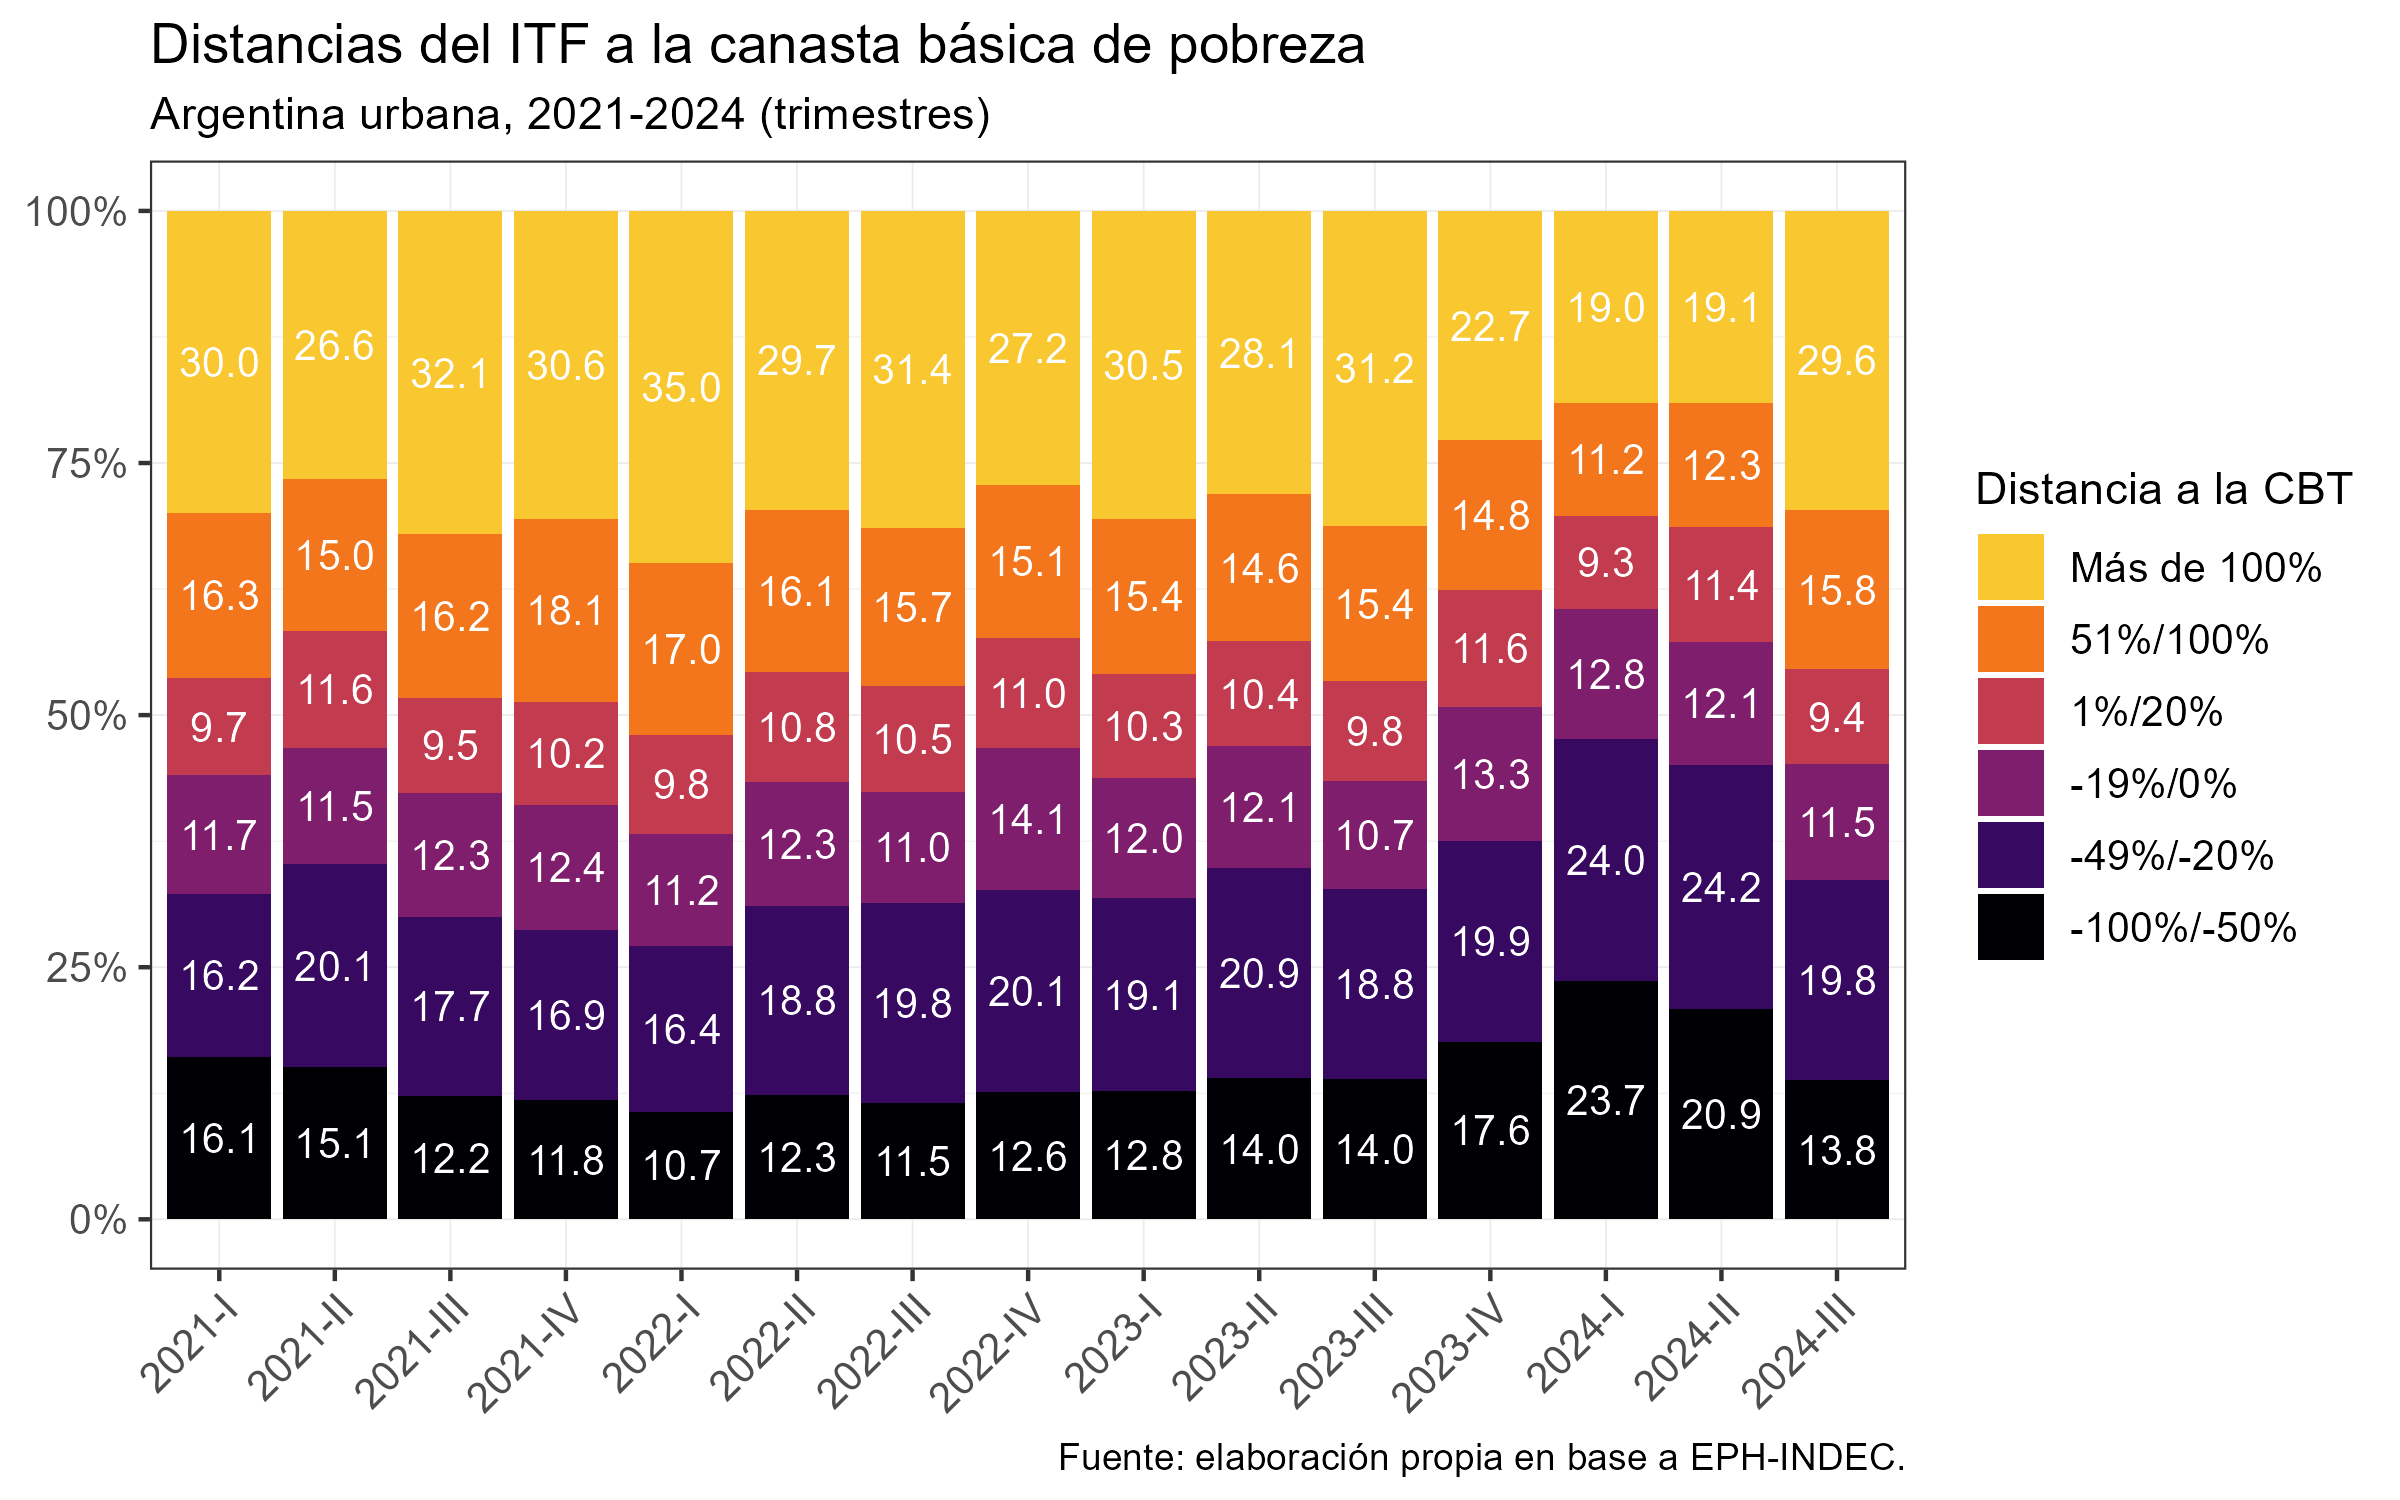 Distancias del ITF a la canasta básica de pobreza
Argentina urbana, 2021-2024 (trimestres)
100%
75%
50%
25%
0%
30.0 26.6 32.1 30.6 35.0 29.7 31.4 27.2 30.5 28.1 31.2 22.7 19.0 19.1 29.6
16.3 15.0 16.2 18.1 17.0 16.1 15.7 15.1 15.4 14.6 15.4 14.8 11.2 12.3 15.8
9.7 11.6 9.5 10.2 9.8 10.8 10.5 11.0 10.3 10.4 9.8 11.6 9.3 11.4 9.4
11.7 11.5 12.3 12.4 11.2 12.3 11.0 14.1 12.0 12.1 10.7 13.3 12.8 12.1 11.5
16.2 20.1 17.7 16.9 16.4 18.8 19.8 20.1 19.1 20.9 18.8 19.9 24.0 24.2 19.8
16.1 15.1 12.2 11.8 10.7 12.3 11.5 12.6 12.8 14.0 14.0 17.6 23.7 20.9 13.8
2021-I 2021-II 2021-III 2021-IV 2022-I 2022-II 2022-III 2022-IV 2023-I 2023-II 2023-III 2023-IV 2024-I 2024-II 2024-III
Distancia a la CBT
Más de 100%
51%/100%
1%/20%
-19%/0%
-49%/-20%
-100%/-50%
Fuente: elaboración propia en base a EPH-INDEC.